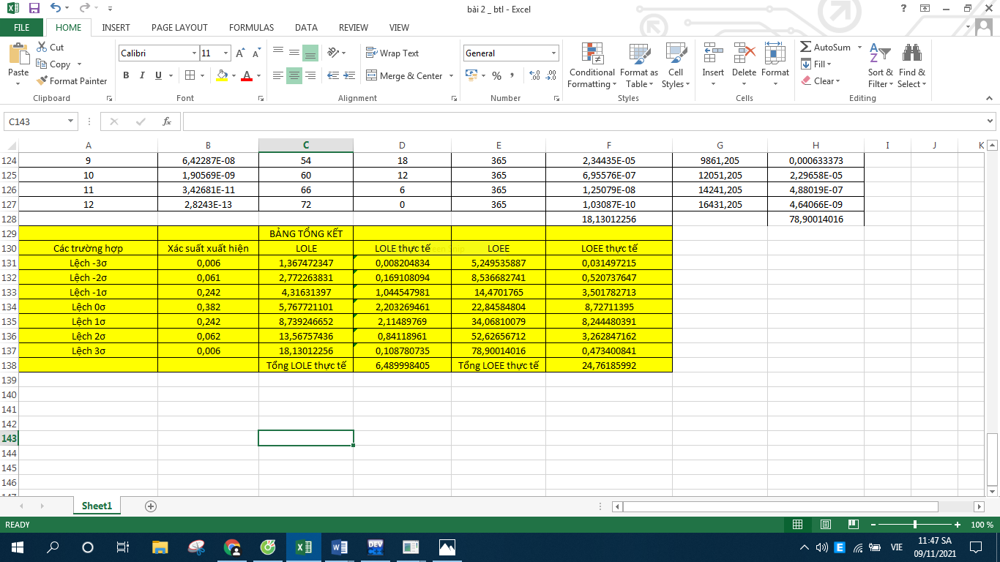 bài 2 _ btl - Excel
FILE HOME INSERT PAGE LAYOUT FORMULAS DATA REVIEW VIEW
Paste
Cut
Copy
Format Painter
Clipboard
Calibri 11
B I U
Font
Wrap Text
Merge & Center
Alignment
General
%
Number
Conditional Formatting
Format as Table
Cell Styles
Styles
Insert Delete Format
Cells
AutoSum
Fill
Clear
Sort & Filter
Find & Select
Editing
C143 fx
A B C D E F G H I J K
124 9 6,42287E-08 54 18 365 2,34435E-05 9861,205 0,000633373
125 10 1,90569E-09 60 12 365 6,95576E-07 12051,205 2,29658E-05
126 11 3,42681E-11 66 6 365 1,25079E-08 14241,205 4,88019E-07
127 12 2,8243E-13 72 0 365 1,03087E-10 16431,205 4,64066E-09
128 18,13012256 78,90014016
129 BẢNG TỔNG KẾT
130 Các trường hợp Xác suất xuất hiện LOLE LOLE thực tế LOEE LOEE thực tế
131 Lệch -3σ 0,006 1,367472347 0,008204834 5,249535887 0,031497215
132 Lệch -2σ 0,061 2,772263831 0,169108094 8,536682741 0,520737647
133 Lệch -1σ 0,242 4,31631397 1,044547981 14,4701765 3,501782713
134 Lệch 0σ 0,382 5,767721101 2,203269461 22,84584804 8,72711395
135 Lệch 1σ 0,242 8,739246652 2,11489769 34,06810079 8,244480391
136 Lệch 2σ 0,062 13,56757436 0,84118961 52,62656712 3,262847162
137 Lệch 3σ 0,006 18,13012256 0,108780735 78,90014016 0,473400841
138 Tổng LOLE thực tế 6,489998405 Tổng LOEE thực tế 24,76185992
139
140
141
142
143
144
145
146
147
Sheet1
READY 100 %
VIE 11:47 SA
09/11/2021